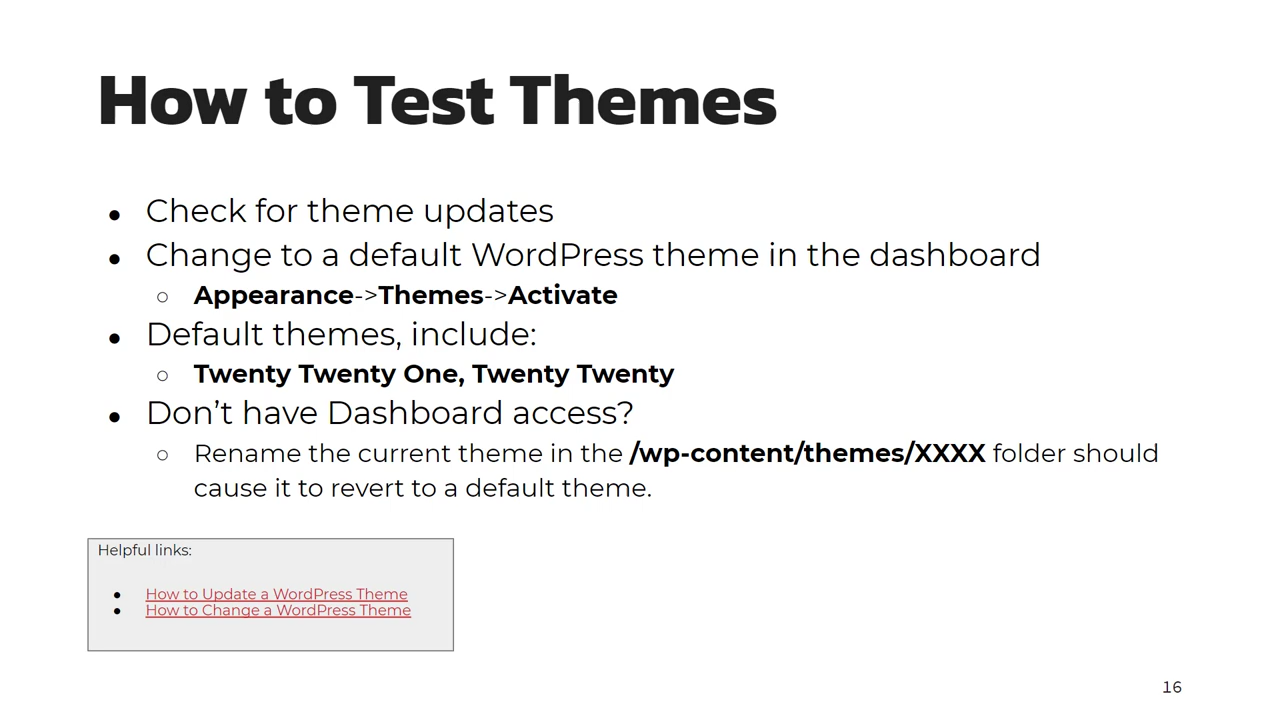 How to Test Themes
● Check for theme updates
● Change to a default WordPress theme in the dashboard
○ Appearance->Themes->Activate
● Default themes, include:
○ Twenty Twenty One, Twenty Twenty
● Don’t have Dashboard access?
○ Rename the current theme in the /wp-content/themes/XXXX folder should
cause it to revert to a default theme.
Helpful links:
● How to Update a WordPress Theme
● How to Change a WordPress Theme
16